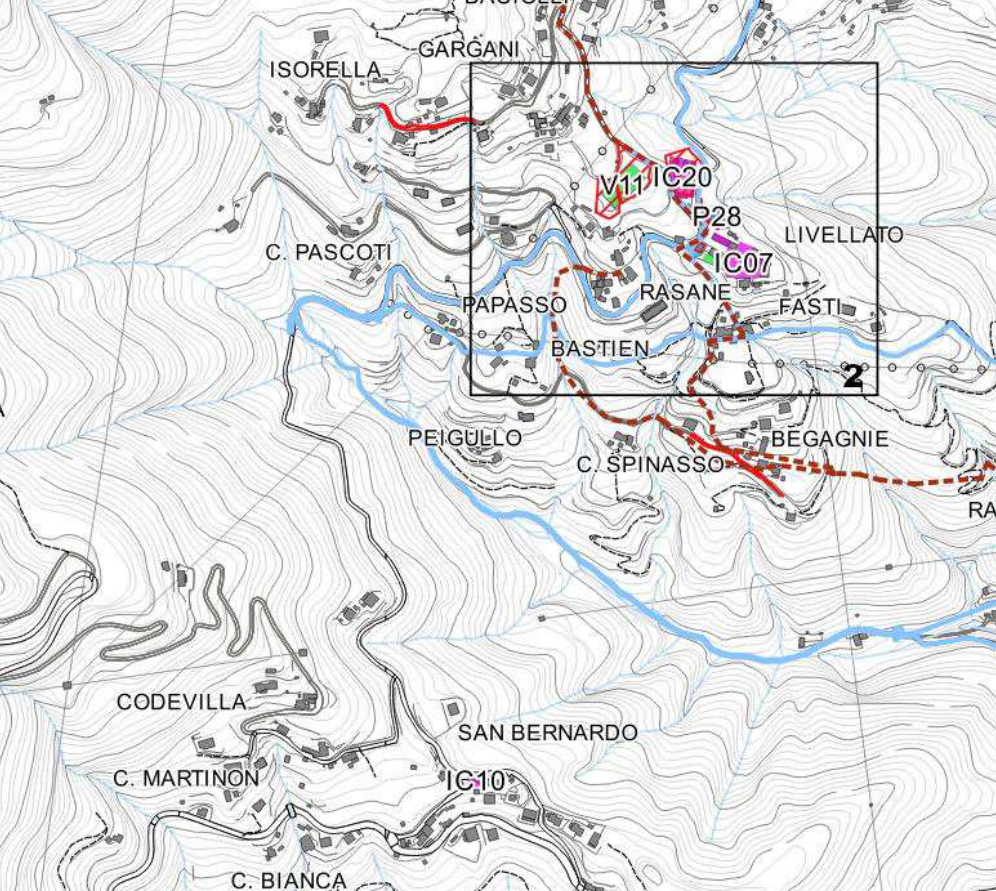 GARGANI
ISORELLA
V11
IC20
P28
LIVELLATO
C. PASCOTI
IC07
RASANE
PAPASSO
FASTI
BASTIEN
2
PEIGULLO
BEGAGNIE
C. SPINASSO
RA
CODEVILLA
SAN BERNARDO
C. MARTINON
IC10
C. BIANCA